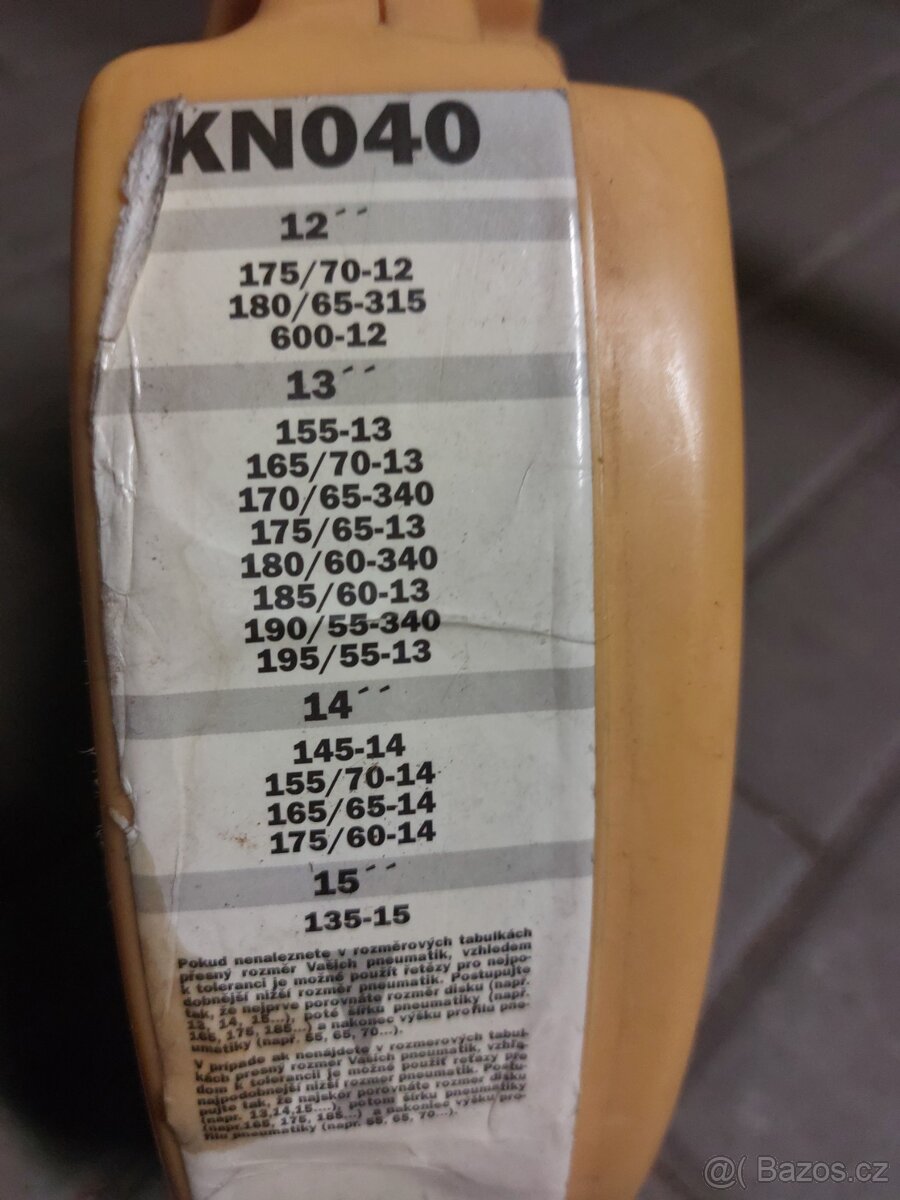 KN040
12´´
175/70-12
180/65-315
600-12
13´´
155-13
165/70-13
170/65-340
175/65-13
180/60-340
185/60-13
190/55-340
195/55-13
14´´
145-14
155/70-14
165/65-14
175/60-14
15´´
135-15
Pokud nenaleznete v rozměrových tabulkách
přesný rozměr Vašich pneumatik, vzhledem
k toleranci je možné použít řetězy pro nejpo-
dobnější nižší rozměr pneumatik. Postupujte
tak, že nejprve porovnáte rozměr disku (např.
13, 14, 15...), poté šířku pneumatiky (např.
165, 175, 185...) a nakonec výšku profilu pne-
umatiky (např. 55, 65, 70...).
V prípade ak nenájdete v rozmerových tabuľ-
kách presný rozmer Vašich pneumatík, vzhľa-
dom k tolerancii je možné použiť reťazy pre
najpodobnejší nižší rozmer pneumatík. Postu-
pujte tak, že najskôr porovnáte rozmer disku
(napr. 13,14,15....), potom šírku pneumatiky
(napr.165, 175, 185...) a nakoniec výšku pro-
filu pneumatiky (napr. 55, 65, 70...).
@( Bazos.cz